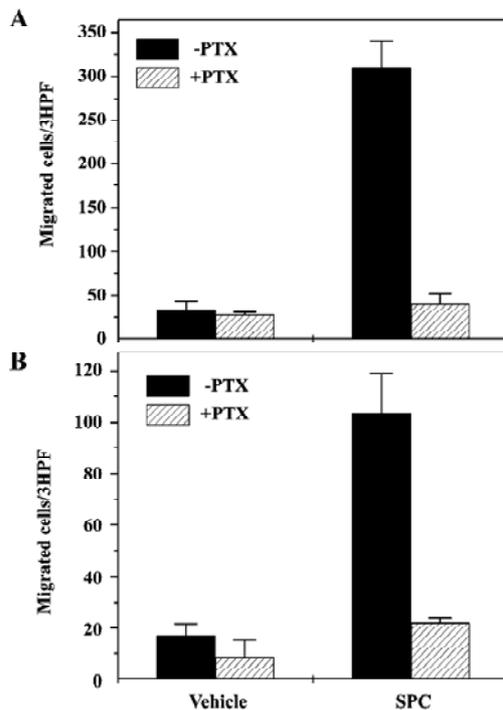 A
350
300
250
200
150
100
50
0
Migrated cells/3HPF
-PTX
+PTX
B
120
100
80
60
40
20
0
Migrated cells/3HPF
-PTX
+PTX
Vehicle SPC